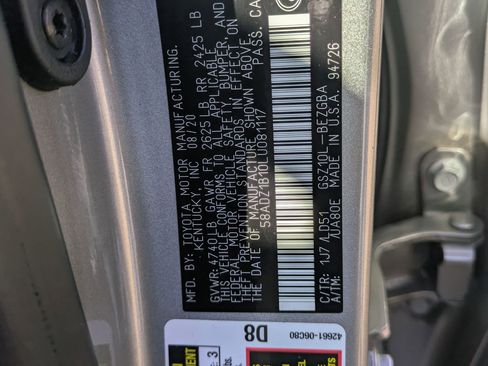 MFD. BY: TOYOTA MOTOR MANUFACTURING.
KENTUCKY, INC 08/20
GVWR: 4740 LB GAWR FR 2625 LB RR 2425 LB
THIS VEHICLE CONFORMS TO ALL APPLICABLE
FEDERAL MOTOR VEHICLE SAFETY, BUMPER, AND
THEFT PREVENTION STANDARDS IN EFFECT ON
THE DATE OF MANUFACTURE SHOWN ABOVE.
58ADZ1B10LU081117 PASS. CA
C/TR: 1J7 /LD51 GSZ10L-BEZGBA
A/TM: /UA80E MADE IN U.S.A. 94726
42661-06C80
D8
3